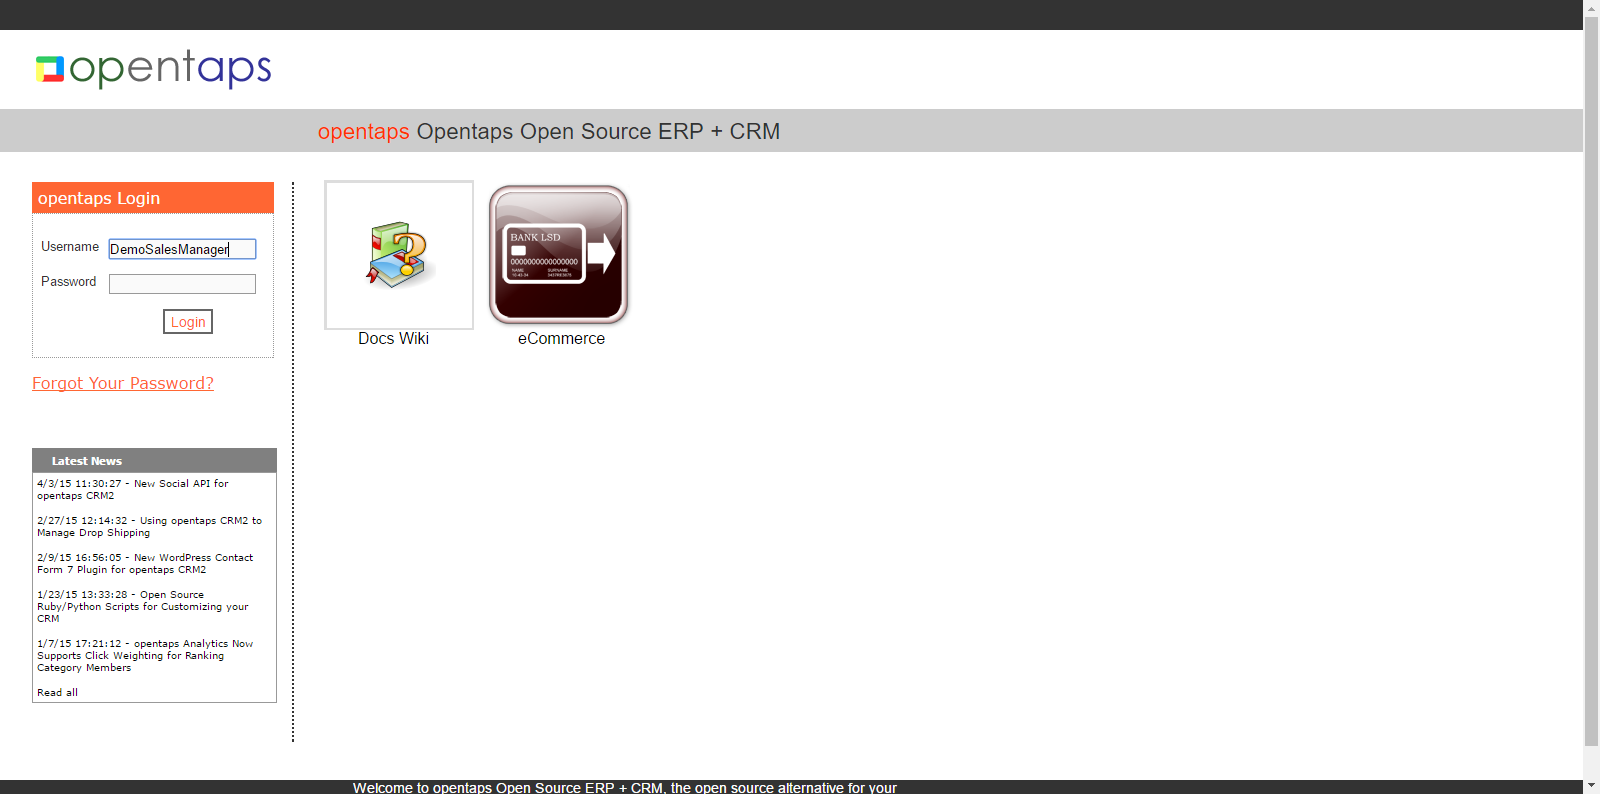 opentaps
opentaps Opentaps Open Source ERP + CRM
opentaps Login
Username DemoSalesManager
Password
Login
Forgot Your Password?
Latest News
4/3/15 11:30:27 - New Social API for
opentaps CRM2
2/27/15 12:14:32 - Using opentaps CRM2 to
Manage Drop Shipping
2/9/15 16:56:05 - New WordPress Contact
Form 7 Plugin for opentaps CRM2
1/23/15 13:33:28 - Open Source
Ruby/Python Scripts for Customizing your
CRM
1/7/15 17:21:12 - opentaps Analytics Now
Supports Click Weighting for Ranking
Category Members
Read all
BANK LSD
0000000000000000
NAME SURNAME
Docs Wiki
eCommerce
Welcome to opentaps Open Source ERP + CRM, the open source alternative for your